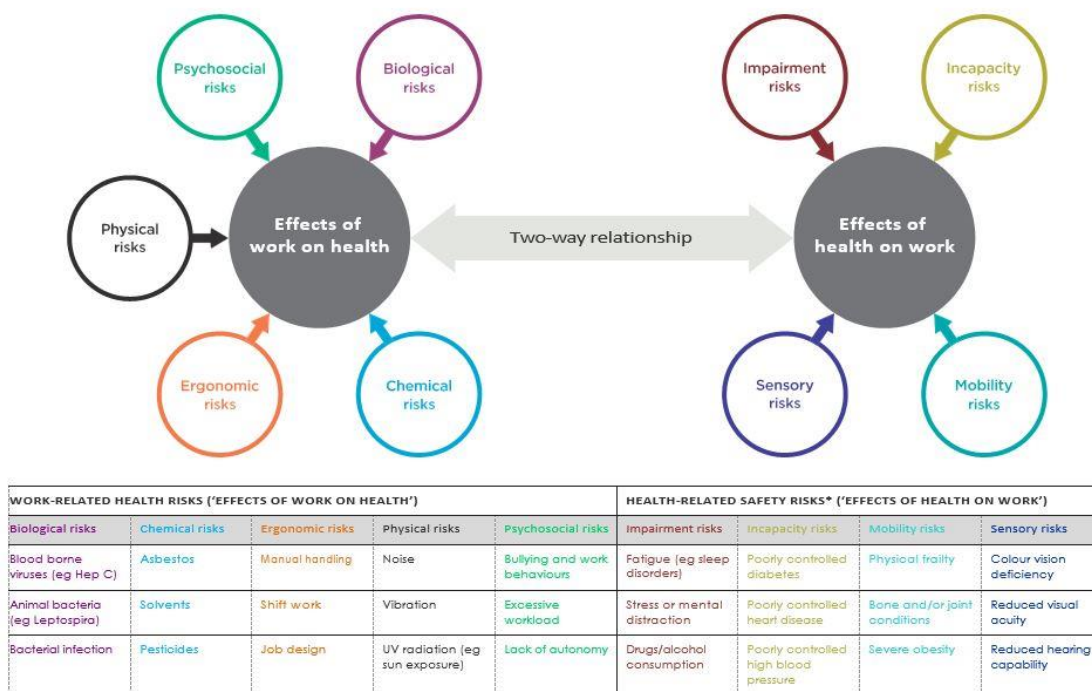 Psychosocial
risks
Biological
risks
Impairment
risks
Incapacity
risks
Physical
risks
Effects of
work on health
Two-way relationship
Effects of
health on work
Ergonomic
risks
Chemical
risks
Sensory
risks
Mobility
risks
WORK-RELATED HEALTH RISKS ('EFFECTS OF WORK ON HEALTH')
HEALTH-RELATED SAFETY RISKS* ('EFFECTS OF HEALTH ON WORK')
Biological risks
Chemical risks
Ergonomic risks
Physical risks
Psychosocial risks
Impairment risks
Incapacity risks
Mobility risks
Sensory risks
Blood borne
viruses (eg Hep C)
Asbestos
Manual handling
Noise
Bullying and work
behaviours
Fatigue (eg sleep
disorders)
Poorly controlled
diabetes
Physical frailty
Colour vision
deficiency
Animal bacteria
(eg Leptospira)
Solvents
Shift work
Vibration
Excessive
workload
Stress or mental
distraction
Poorly controlled
heart disease
Bone and/or joint
conditions
Reduced visual
acuity
Bacterial infection
Pesticides
Job design
UV radiation (eg
sun exposure)
Lack of autonomy
Drugs/alcohol
consumption
Poorly controlled
high blood
pressure
Severe obesity
Reduced hearing
capability